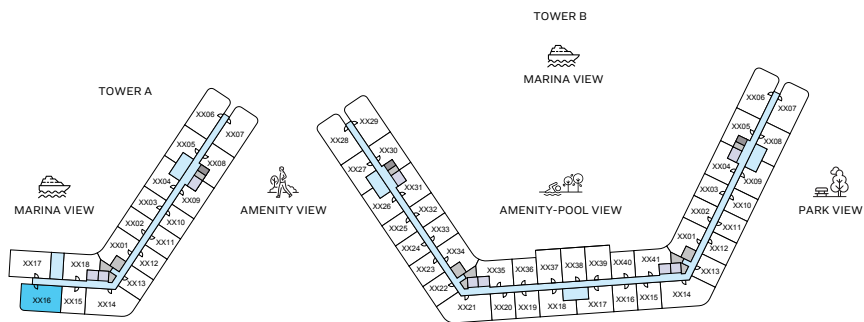 TOWER B
MARINA VIEW
TOWER A
XX06
XX07
XX05
XX08
XX04
XX09
XX03
XX10
XX02
XX11
XX01
XX12
XX13
XX17
XX18
XX16
XX15
XX14
MARINA VIEW
AMENITY VIEW
XX29
XX28
XX30
XX27
XX31
XX26
XX32
XX25
XX33
XX24
XX34
XX23
XX22
XX21
XX35
XX36
XX37
XX38
XX39
XX40
XX41
XX20
XX19
XX18
XX17
XX16
XX15
XX14
AMENITY-POOL VIEW
XX06
XX07
XX05
XX08
XX04
XX09
XX03
XX10
XX02
XX11
XX01
XX12
XX13
PARK VIEW